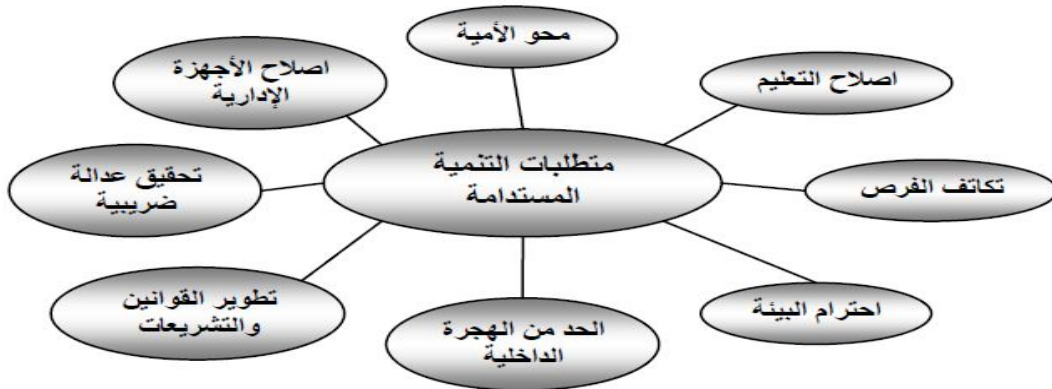 محو الأمية
اصلاح الأجهزة
الإدارية
اصلاح التعليم
متطلبات التنمية
المستدامة
تحقيق عدالة
ضريبية
تكاتف الفرص
تطوير القوانين
والتشريعات
الحد من الهجرة
الداخلية
احترام البيئة